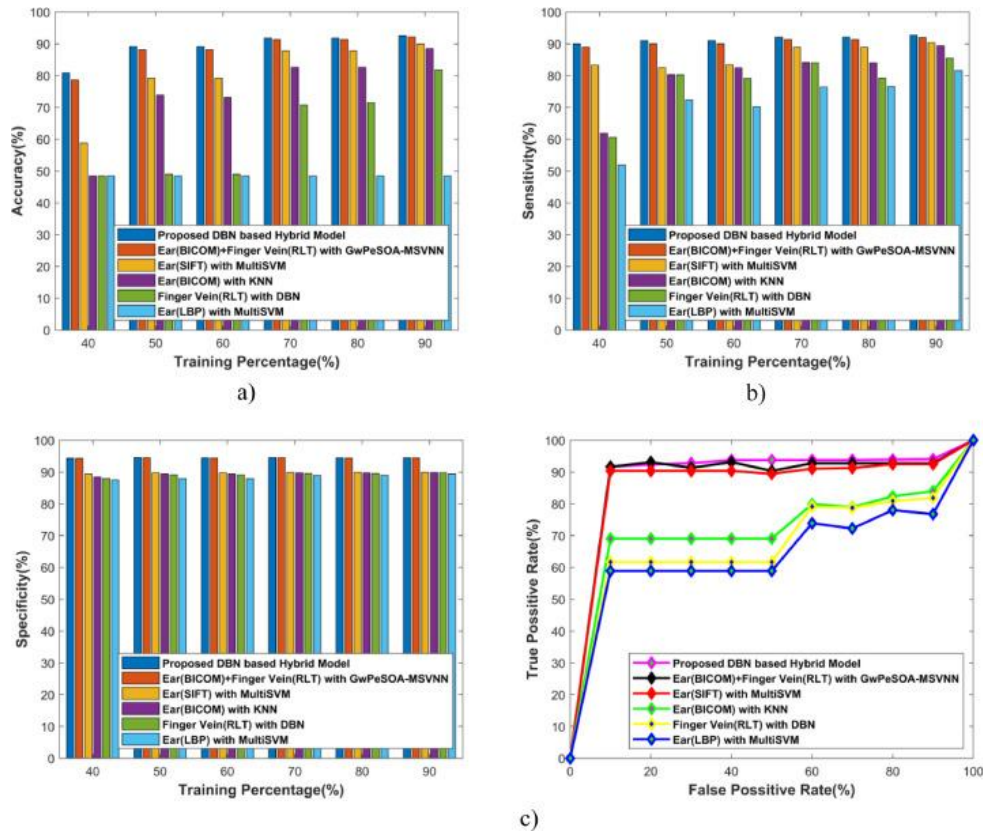 a)
Accuracy(%)
100
90
80
70
60
50
40
30
20
10
0
Proposed DBN based Hybrid Model
Ear(BICOM)+Finger Vein(RLT) with GwPeSOA-MSVNN
Ear(SIFT) with MultiSVM
Ear(BICOM) with KNN
Finger Vein(RLT) with DBN
Ear(LBP) with MultiSVM
40 50 60 70 80 90
Training Percentage(%)
a)
Sensitivity(%)
100
90
80
70
60
50
40
30
20
10
0
Proposed DBN based Hybrid Model
Ear(BICOM)+Finger Vein(RLT) with GwPeSOA-MSVNN
Ear(SIFT) with MultiSVM
Ear(BICOM) with KNN
Finger Vein(RLT) with DBN
Ear(LBP) with MultiSVM
40 50 60 70 80 90
Training Percentage(%)
b)
Specificity(%)
100
90
80
70
60
50
40
30
20
10
0
Proposed DBN based Hybrid Model
Ear(BICOM)+Finger Vein(RLT) with GwPeSOA-MSVNN
Ear(SIFT) with MultiSVM
Ear(BICOM) with KNN
Finger Vein(RLT) with DBN
Ear(LBP) with MultiSVM
40 50 60 70 80 90
Training Percentage(%)
True Possitive Rate(%)
100
90
80
70
60
50
40
30
20
10
0
Proposed DBN based Hybrid Model
Ear(BICOM)+Finger Vein(RLT) with GwPeSOA-MSVNN
Ear(SIFT) with MultiSVM
Ear(BICOM) with KNN
Finger Vein(RLT) with DBN
Ear(LBP) with MultiSVM
0 20 40 60 80 100
False Possitive Rate(%)
c)